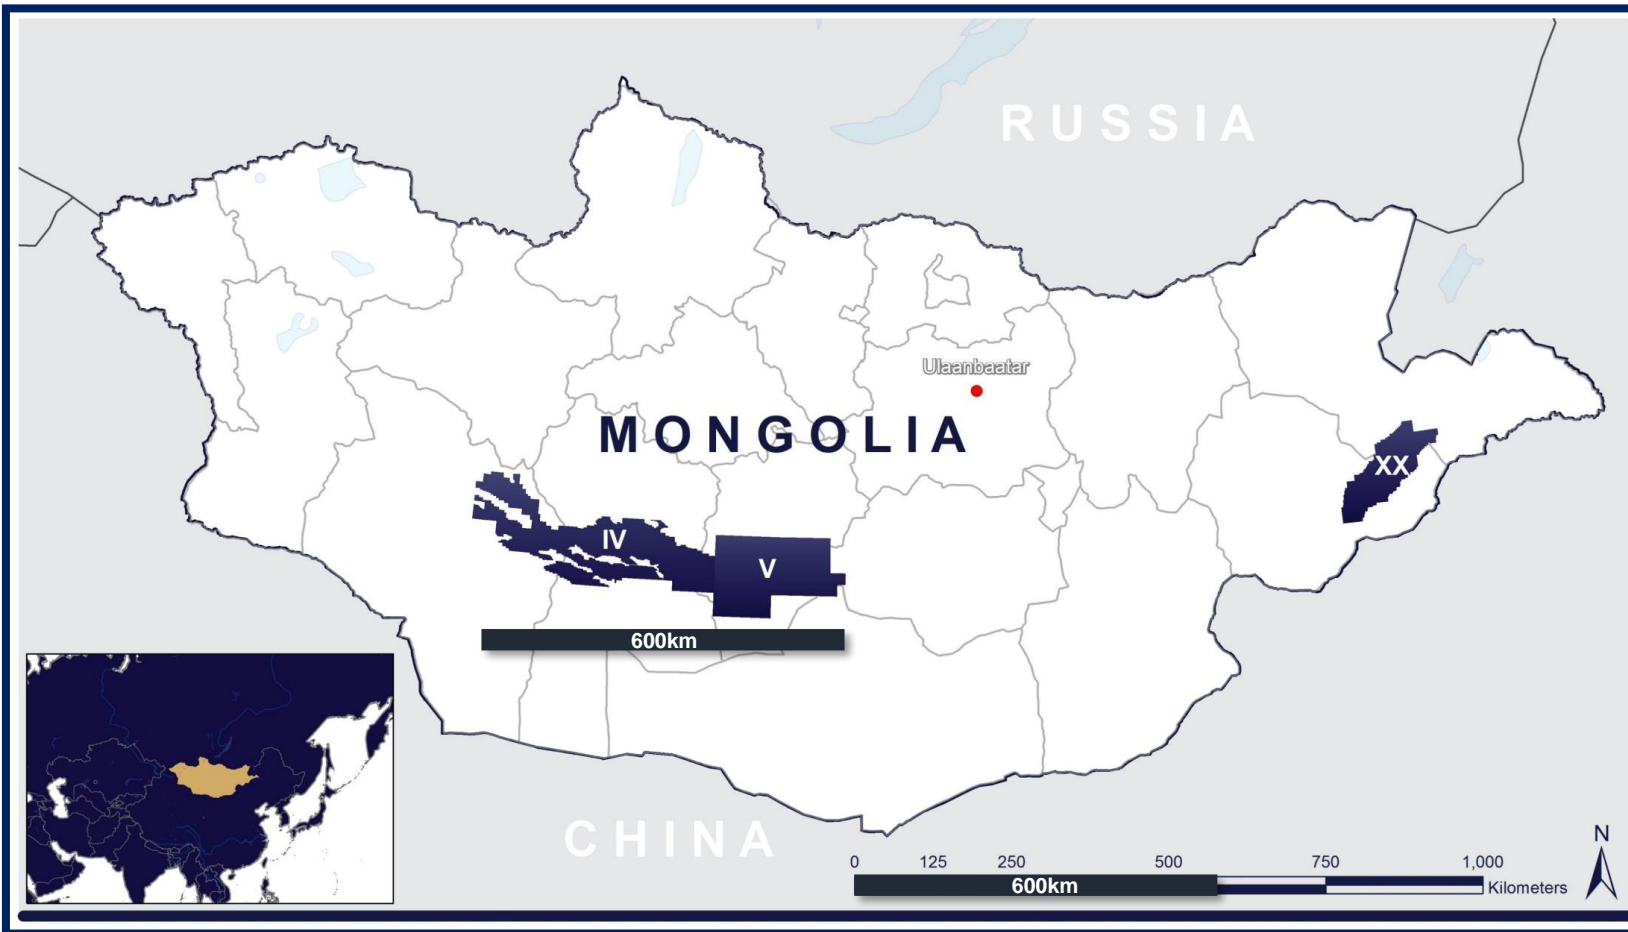 RUSSIA
Ulaanbaatar
MONGOLIA
XX
IV
V
600km
CHINA
N
0 125 250 500 750 1,000
600km
Kilometers